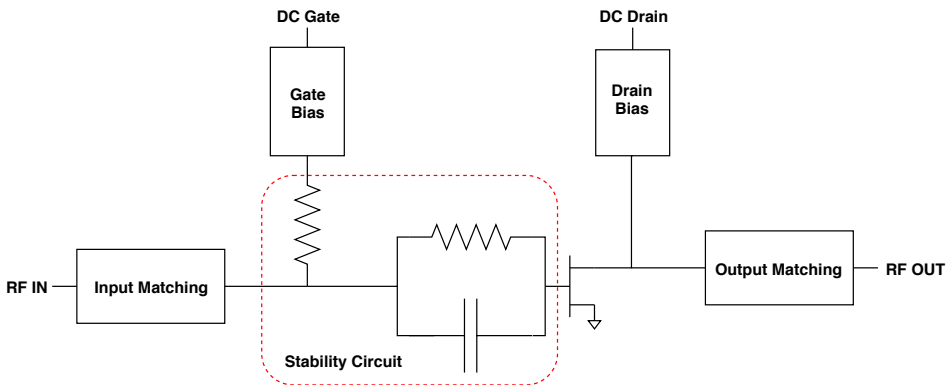 DC Gate
DC Drain
Gate
Bias
Drain
Bias
RF IN
Input Matching
Output Matching
RF OUT
Stability Circuit